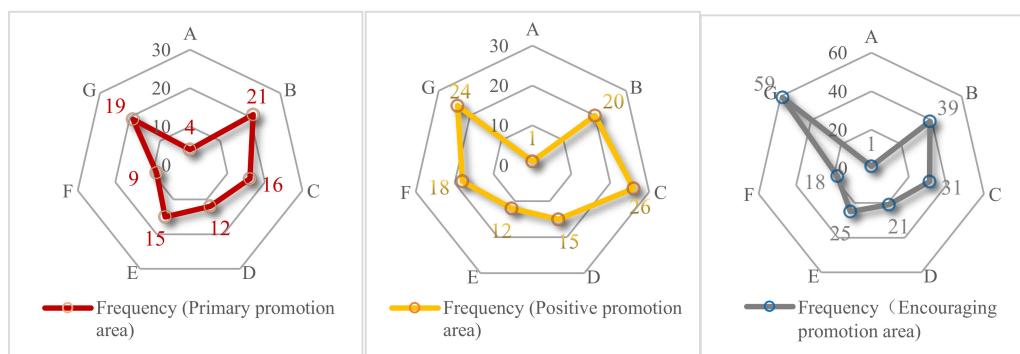 A
30
20
10
0
G
B
F
C
E
D
4
21
16
12
15
9
19
Frequency (Primary promotion
area)
A
30
20
10
0
G
B
F
C
E
D
1
20
26
15
12
18
24
Frequency (Positive promotion
area)
A
60
40
20
0
G
B
F
C
E
D
1
39
31
21
25
18
59
Frequency（Encouraging
promotion area)